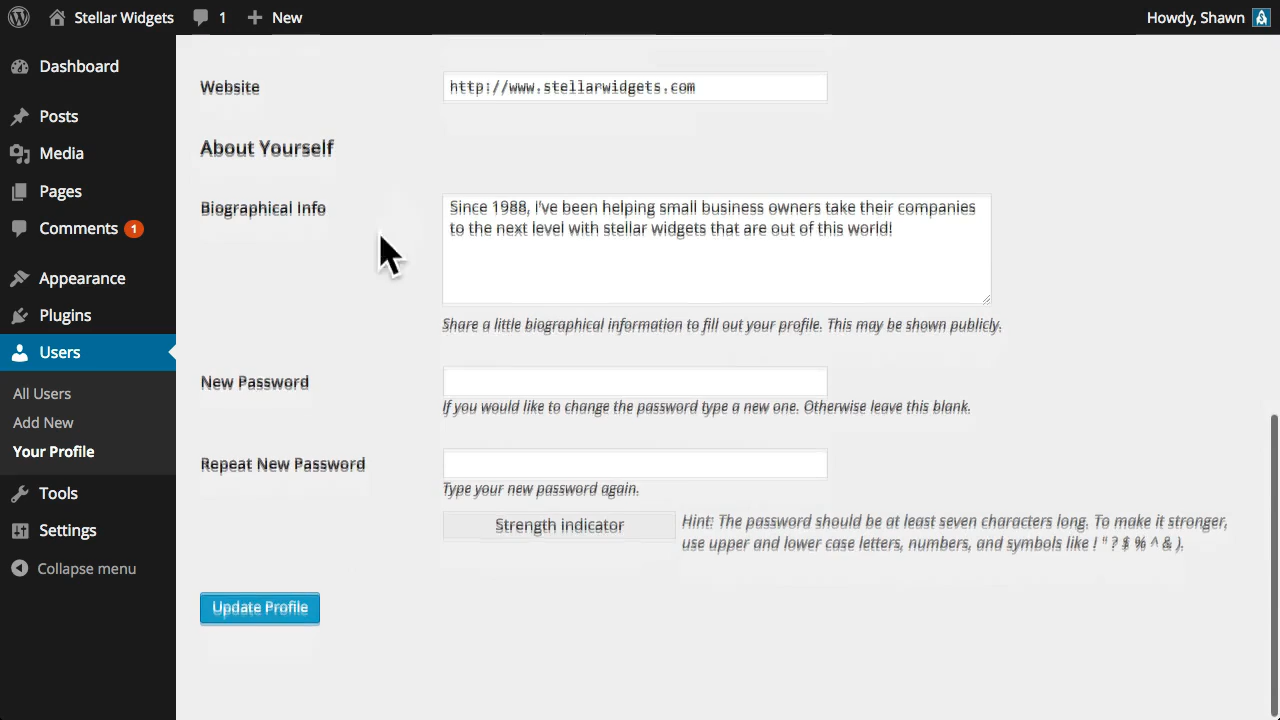 Stellar Widgets 1 New Howdy, Shawn
Dashboard
Posts
Media
Pages
Comments 1
Appearance
Plugins
Users
All Users
Add New
Your Profile
Tools
Settings
Collapse menu
Website http://www.stellarwidgets.com
About Yourself
Biographical Info
Since 1988, I've been helping small business owners take their companies
to the next level with stellar widgets that are out of this world!
Share a little biographical information to fill out your profile. This may be shown publicly.
New Password
If you would like to change the password type a new one. Otherwise leave this blank.
Repeat New Password
Type your new password again.
Strength indicator
Hint: The password should be at least seven characters long. To make it stronger,
use upper and lower case letters, numbers, and symbols like ! " ? $ % ^ & ).
Update Profile